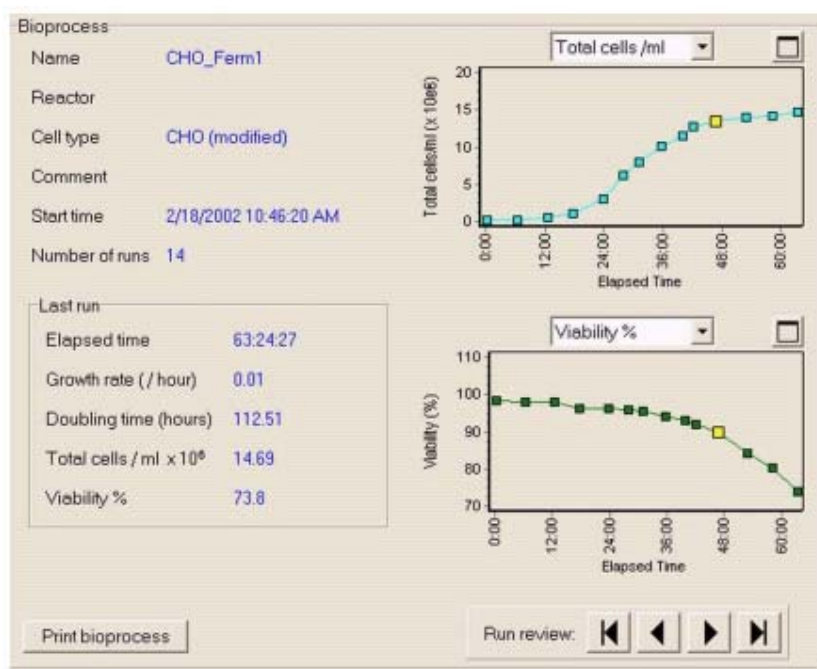 Bioprocess
Name CHO_Ferm1
Reactor
Cell type CHO (modified)
Comment
Start time 2/18/2002 10:46:20 AM
Number of runs 14
Last run
Elapsed time 63:24:27
Growth rate ( / hour) 0.01
Doubling time (hours) 112.51
Total cells / ml x 10⁶ 14.69
Viability % 73.8
Print bioprocess
Total cells /ml
Total cells/ml (x 10e6)
20
15
10
5
0
0:00 12:00 24:00 36:00 48:00 60:00
Elapsed Time
Viability %
Viability (%)
110
100
90
80
70
0:00 12:00 24:00 36:00 48:00 60:00
Elapsed Time
Run review: